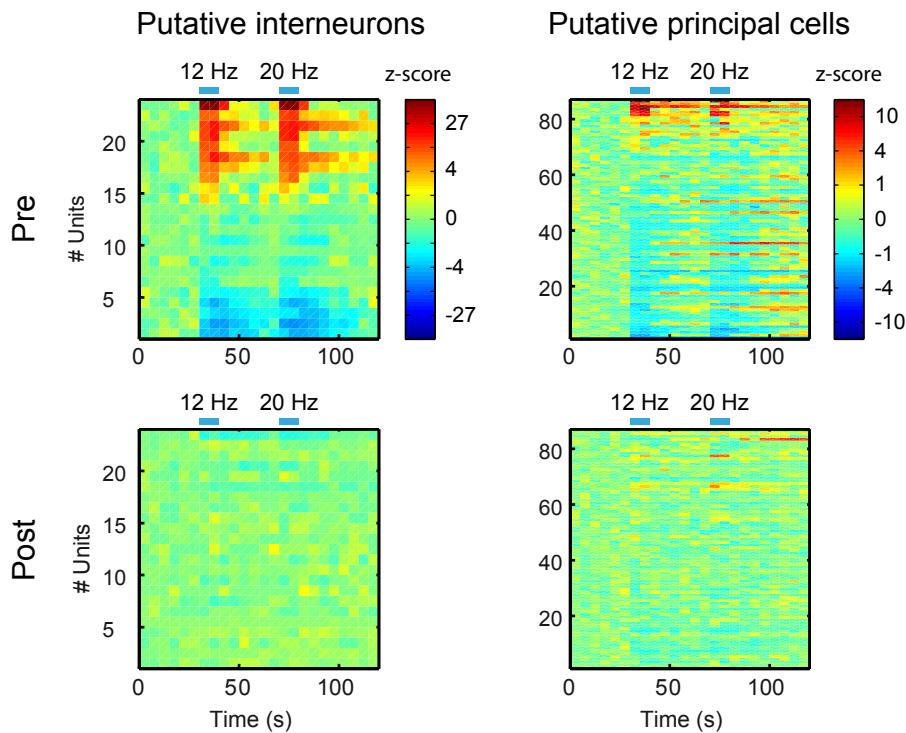 Putative interneurons
Putative principal cells
12 Hz 20 Hz z-score
12 Hz 20 Hz z-score
Pre
# Units
20
15
10
5
0 50 100
27
4
0
-4
-27
80
60
40
20
0 50 100
10
4
1
0
-1
-4
-10
12 Hz 20 Hz
12 Hz 20 Hz
Post
# Units
20
15
10
5
0 50 100
Time (s)
80
60
40
20
0 50 100
Time (s)